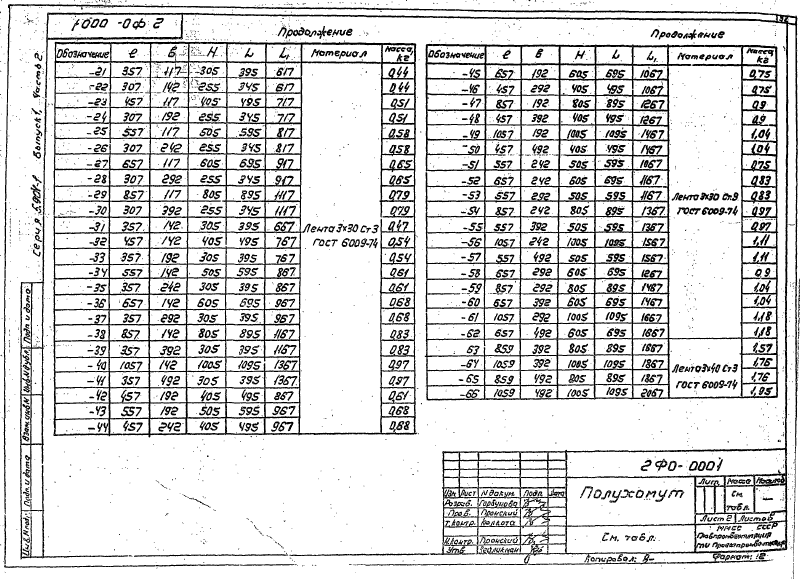 2ФО-0001
Продолжение
Обозначение е в H L L₁ Материал масса, кг
-21 357 117 305 395 617 0,44
-22 307 142 255 345 617 0,44
-23 457 117 405 495 717 0,51
-24 307 192 255 345 717 0,51
-25 557 117 505 595 817 0,58
-26 307 242 255 345 817 0,58
-27 657 117 605 695 917 0,65
-28 307 292 255 345 917 0,65
-29 857 117 805 895 1117 0,79
-30 307 392 255 345 1117 0,79
-31 357 142 305 395 667 0,47
-32 457 142 405 495 767 0,54
-33 357 192 305 395 767 0,54
-34 557 142 505 595 867 0,61
-35 357 242 305 395 867 0,61
-36 657 142 605 695 967 0,68
-37 357 292 305 395 967 0,68
-38 857 142 805 895 1167 0,83
-39 357 392 305 395 1167 0,83
-40 1057 142 1005 1095 1367 0,97
-41 357 492 305 395 1367 0,97
-42 457 192 405 495 867 0,61
-43 557 192 505 595 967 0,68
-44 457 242 405 495 967 0,68
Лента 3х30 Ст3
ГОСТ 6009-74
Продолжение
Обозначение е в H L L₁ Материал масса, кг
-45 657 192 605 695 1067 0,75
-46 457 292 405 495 1067 0,75
-47 857 192 805 895 1267 0,9
-48 457 392 405 495 1267 0,9
-49 1057 192 1005 1095 1467 1,04
-50 457 492 405 495 1467 1,04
-51 557 242 505 595 1067 0,75
-52 657 242 605 695 1167 0,83
-53 557 292 505 595 1167 0,83
-54 857 242 805 895 1367 0,97
-55 557 392 505 595 1367 0,97
-56 1057 242 1005 1095 1567 1,11
-57 557 492 505 595 1567 1,11
-58 657 292 605 695 1267 0,9
-59 857 292 805 895 1467 1,04
-60 657 392 605 695 1467 1,04
-61 1057 292 1005 1095 1667 1,18
-62 657 492 605 695 1667 1,18
63 859 392 805 895 1667 1,57
-64 1059 392 1005 1095 1867 1,76
-65 859 492 805 895 1867 1,76
-66 1059 492 1005 1095 2067 1,95
Лента 3х30 Ст3
ГОСТ 6009-74
Лента 3х40 Ст3
ГОСТ 6009-74
Серия 5.904-1 Выпуск 1, часть 2
Инв.N подл. Подп. и дата Взам.инв.N Инв.N дубл. Подп. и дата
2ФО-0001
Изм Лист N докум. Подп. Дата
Разраб. Горбунова
Пров. Пронский
Т.контр.
Н.контр. Пронский
Утв.
Полухомут
См. табл.
Лит. Масса Масштаб
См. табл. –
Лист 2 Листов 6
ММСС СССР
Копировал:
Формат: 12